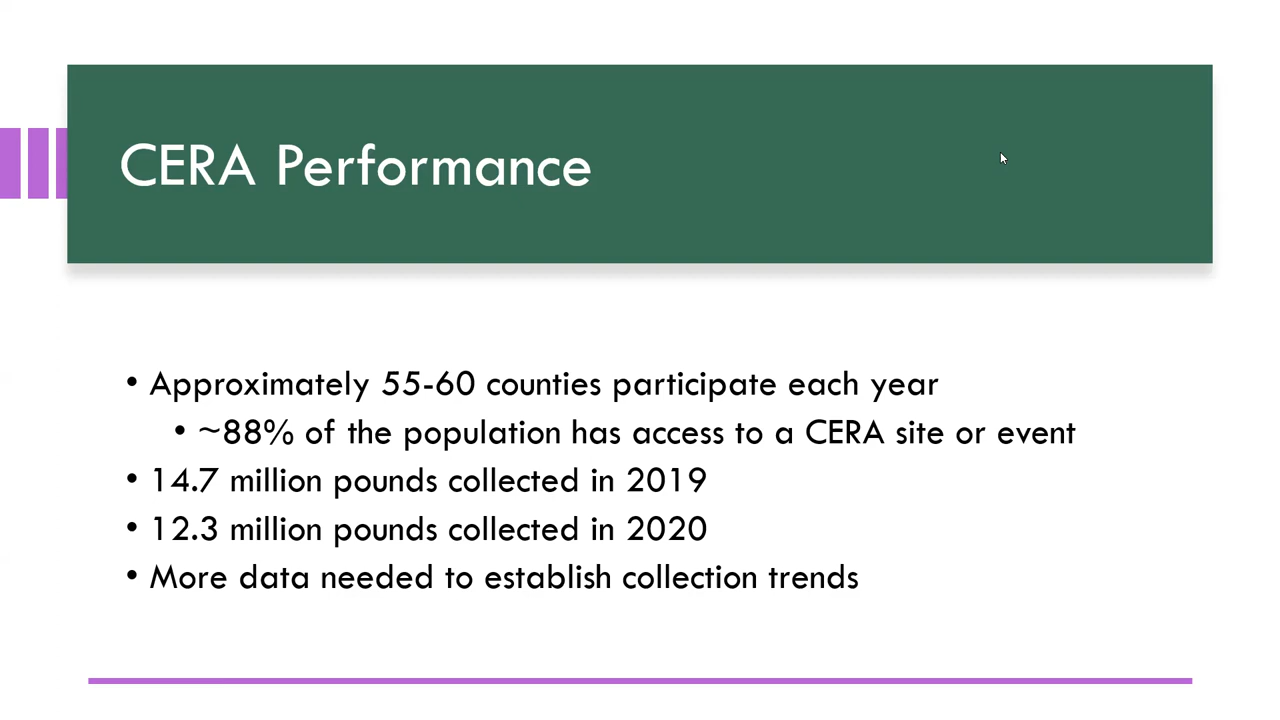 CERA Performance
• Approximately 55-60 counties participate each year
• ~88% of the population has access to a CERA site or event
• 14.7 million pounds collected in 2019
• 12.3 million pounds collected in 2020
• More data needed to establish collection trends